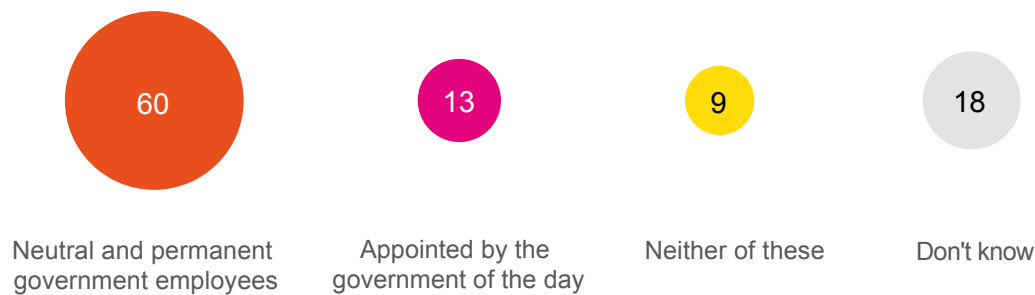 60
13
9
18
Neutral and permanent
government employees
Appointed by the
government of the day
Neither of these
Don't know